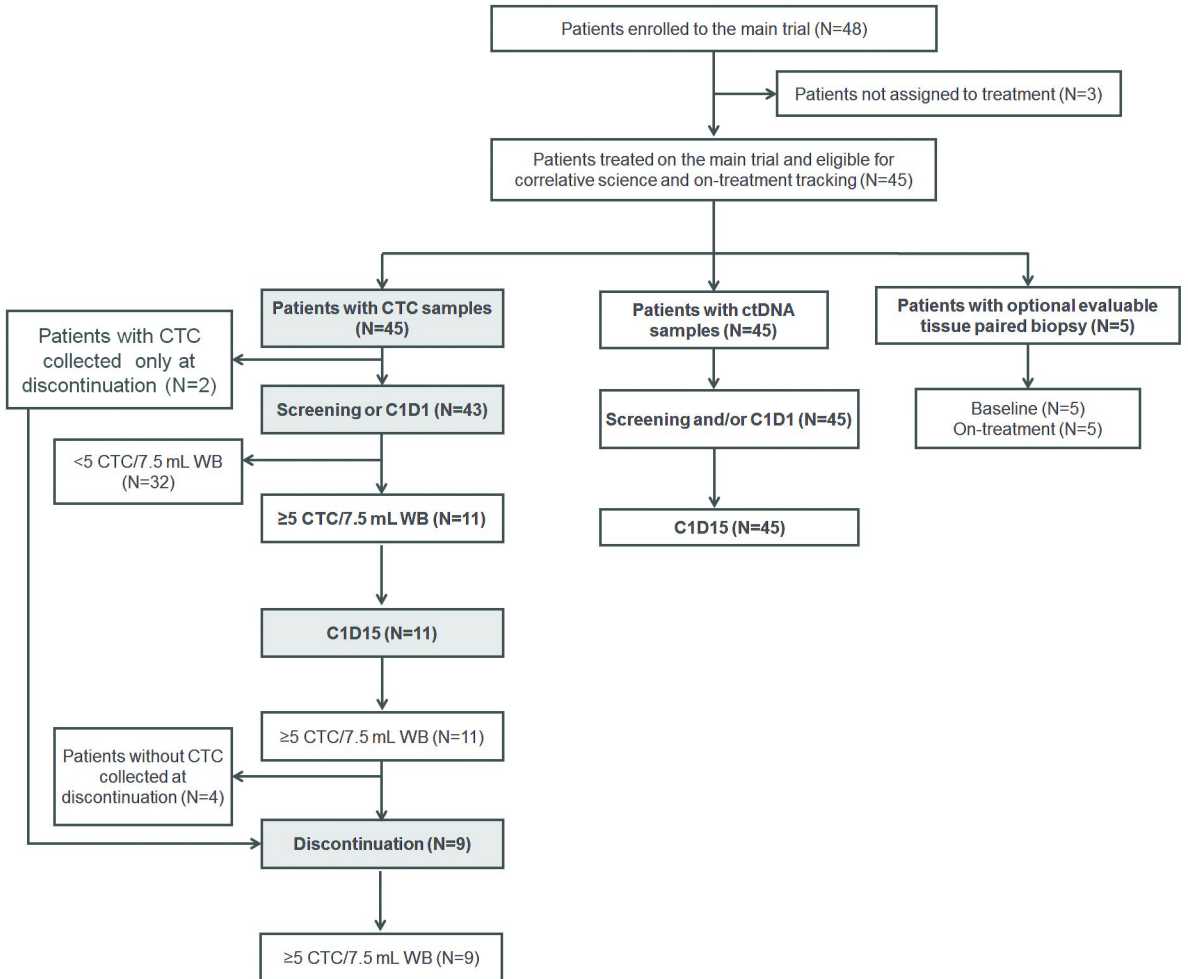 Patients enrolled to the main trial (N=48)
Patients not assigned to treatment (N=3)
Patients treated on the main trial and eligible for
correlative science and on-treatment tracking (N=45)
Patients with CTC samples
(N=45)
Patients with ctDNA
samples (N=45)
Patients with optional evaluable
tissue paired biopsy (N=5)
Patients with CTC
collected only at
discontinuation (N=2)
Screening or C1D1 (N=43)
Screening and/or C1D1 (N=45)
Baseline (N=5)
On-treatment (N=5)
<5 CTC/7.5 mL WB
(N=32)
≥5 CTC/7.5 mL WB (N=11)
C1D15 (N=45)
C1D15 (N=11)
≥5 CTC/7.5 mL WB (N=11)
Patients without CTC
collected at
discontinuation (N=4)
Discontinuation (N=9)
≥5 CTC/7.5 mL WB (N=9)